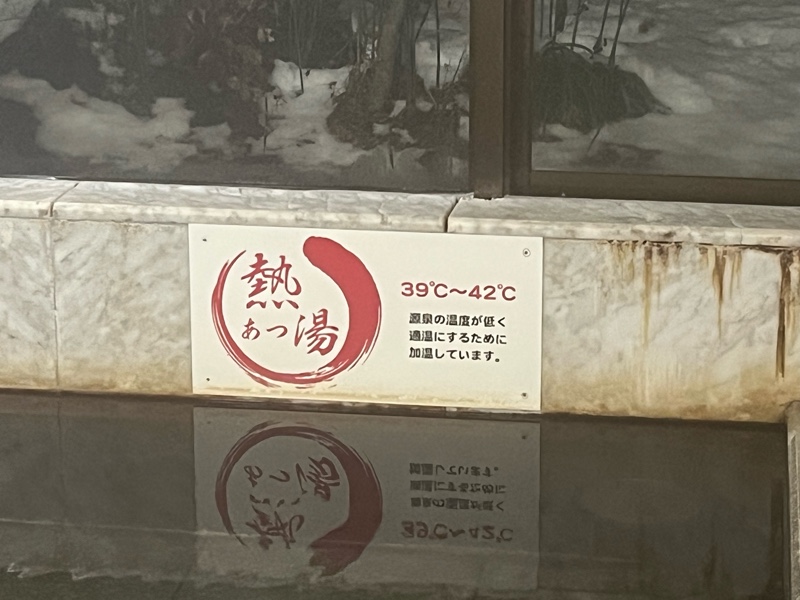 熱
あつ湯
39℃〜42℃
源泉の温度が低く
適温にするために
加温しています。